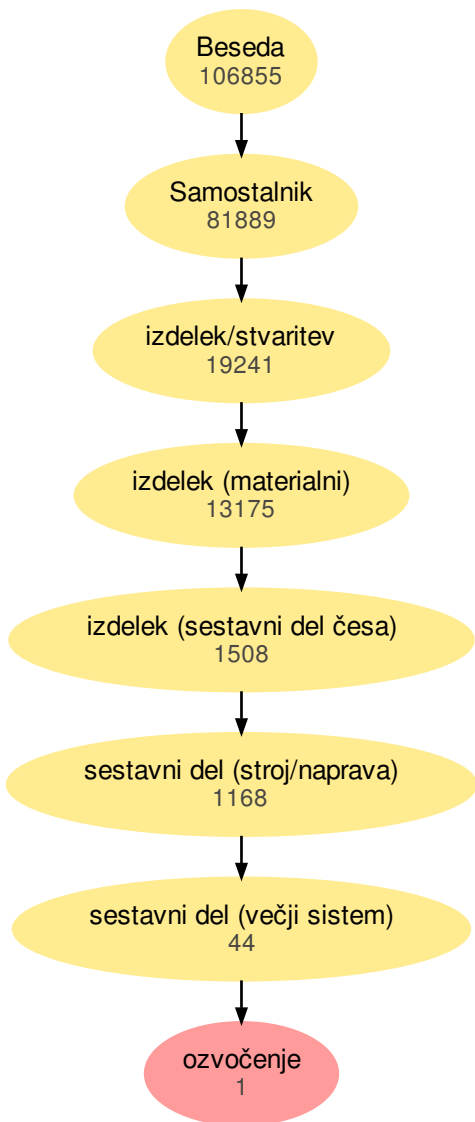 Beseda
106855
Samostalnik
81889
izdelek/stvaritev
19241
izdelek (materialni)
13175
izdelek (sestavni del česa)
1508
sestavni del (stroj/naprava)
1168
sestavni del (večji sistem)
44
ozvočenje
1